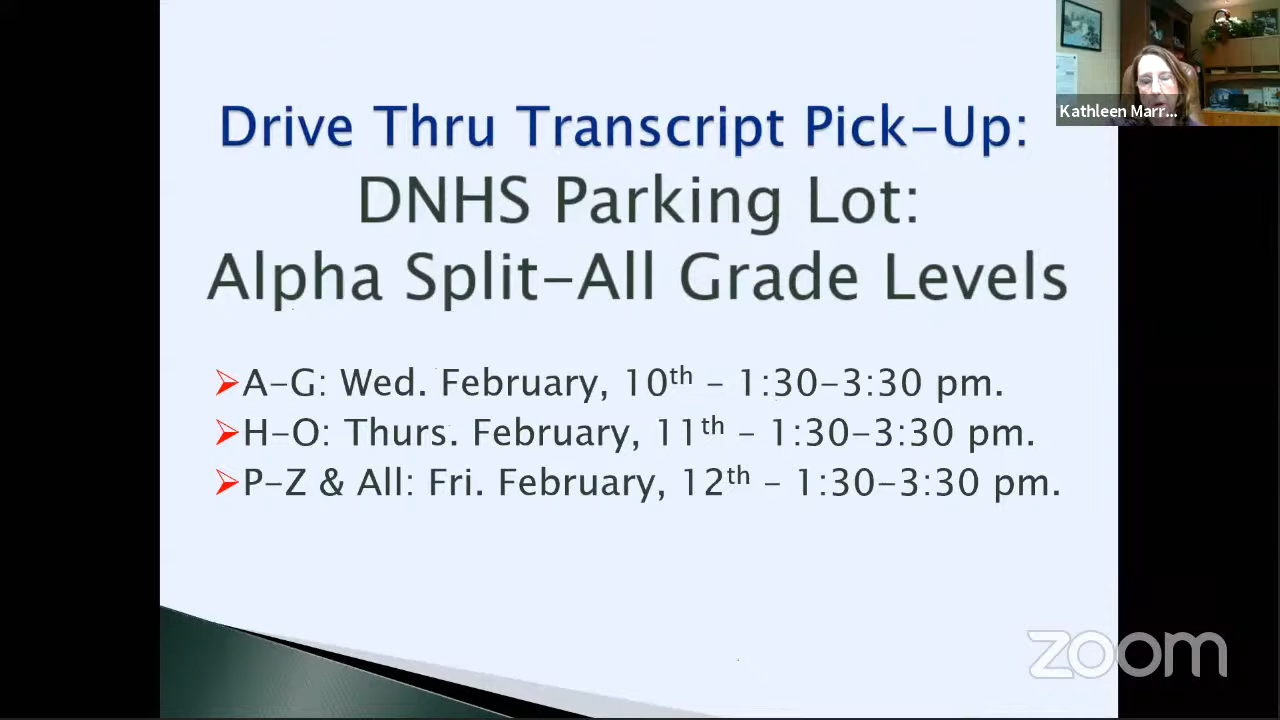 Drive Thru Transcript Pick-Up:
DNHS Parking Lot:
Alpha Split-All Grade Levels
➢A-G: Wed. February, 10th - 1:30-3:30 pm.
➢H-O: Thurs. February, 11th - 1:30-3:30 pm.
➢P-Z & All: Fri. February, 12th - 1:30-3:30 pm.
Kathleen Marr...
zoom